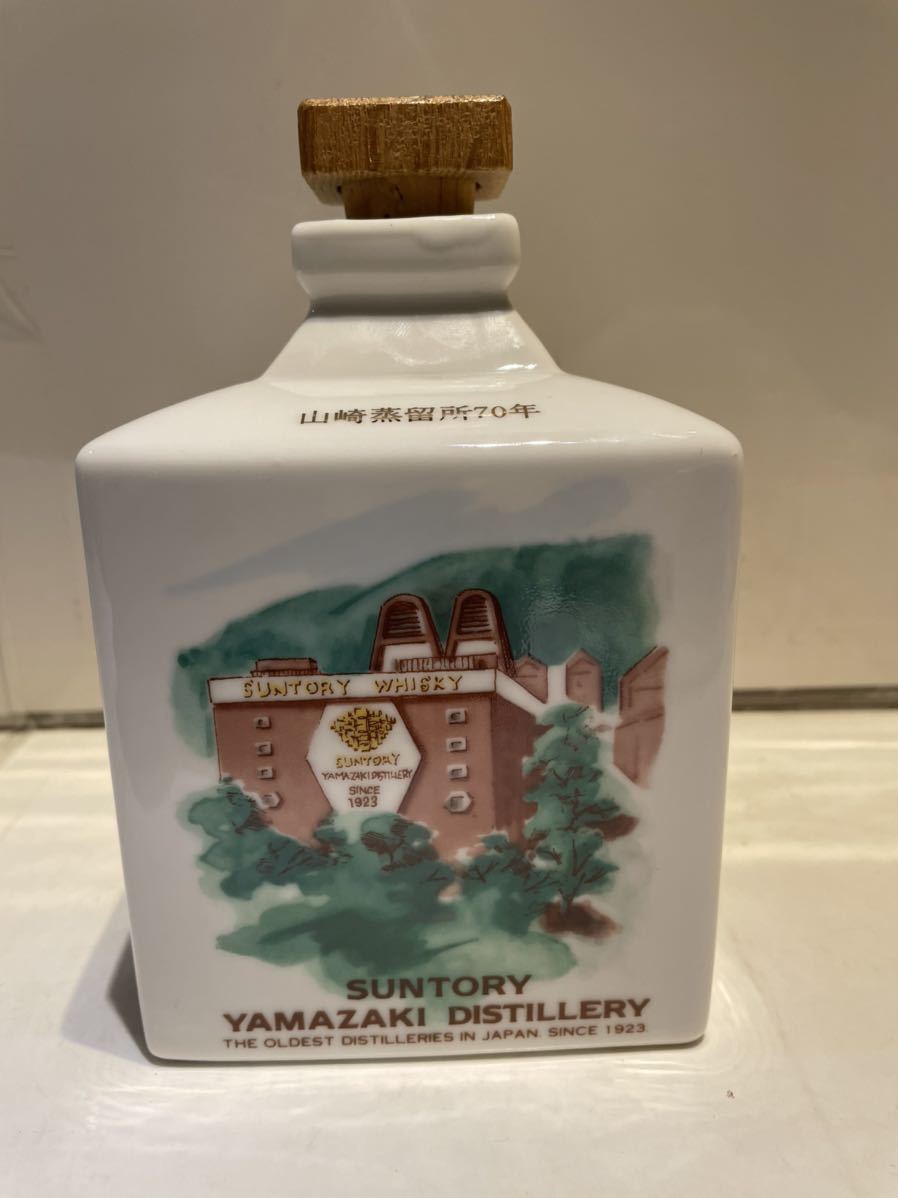 山崎蒸留所70年
SUNTORY WHISKY
SUNTORY
YAMAZAKI DISTILLERY
SINCE
1923
SUNTORY
YAMAZAKI DISTILLERY
THE OLDEST DISTILLERIES IN JAPAN. SINCE 1923.